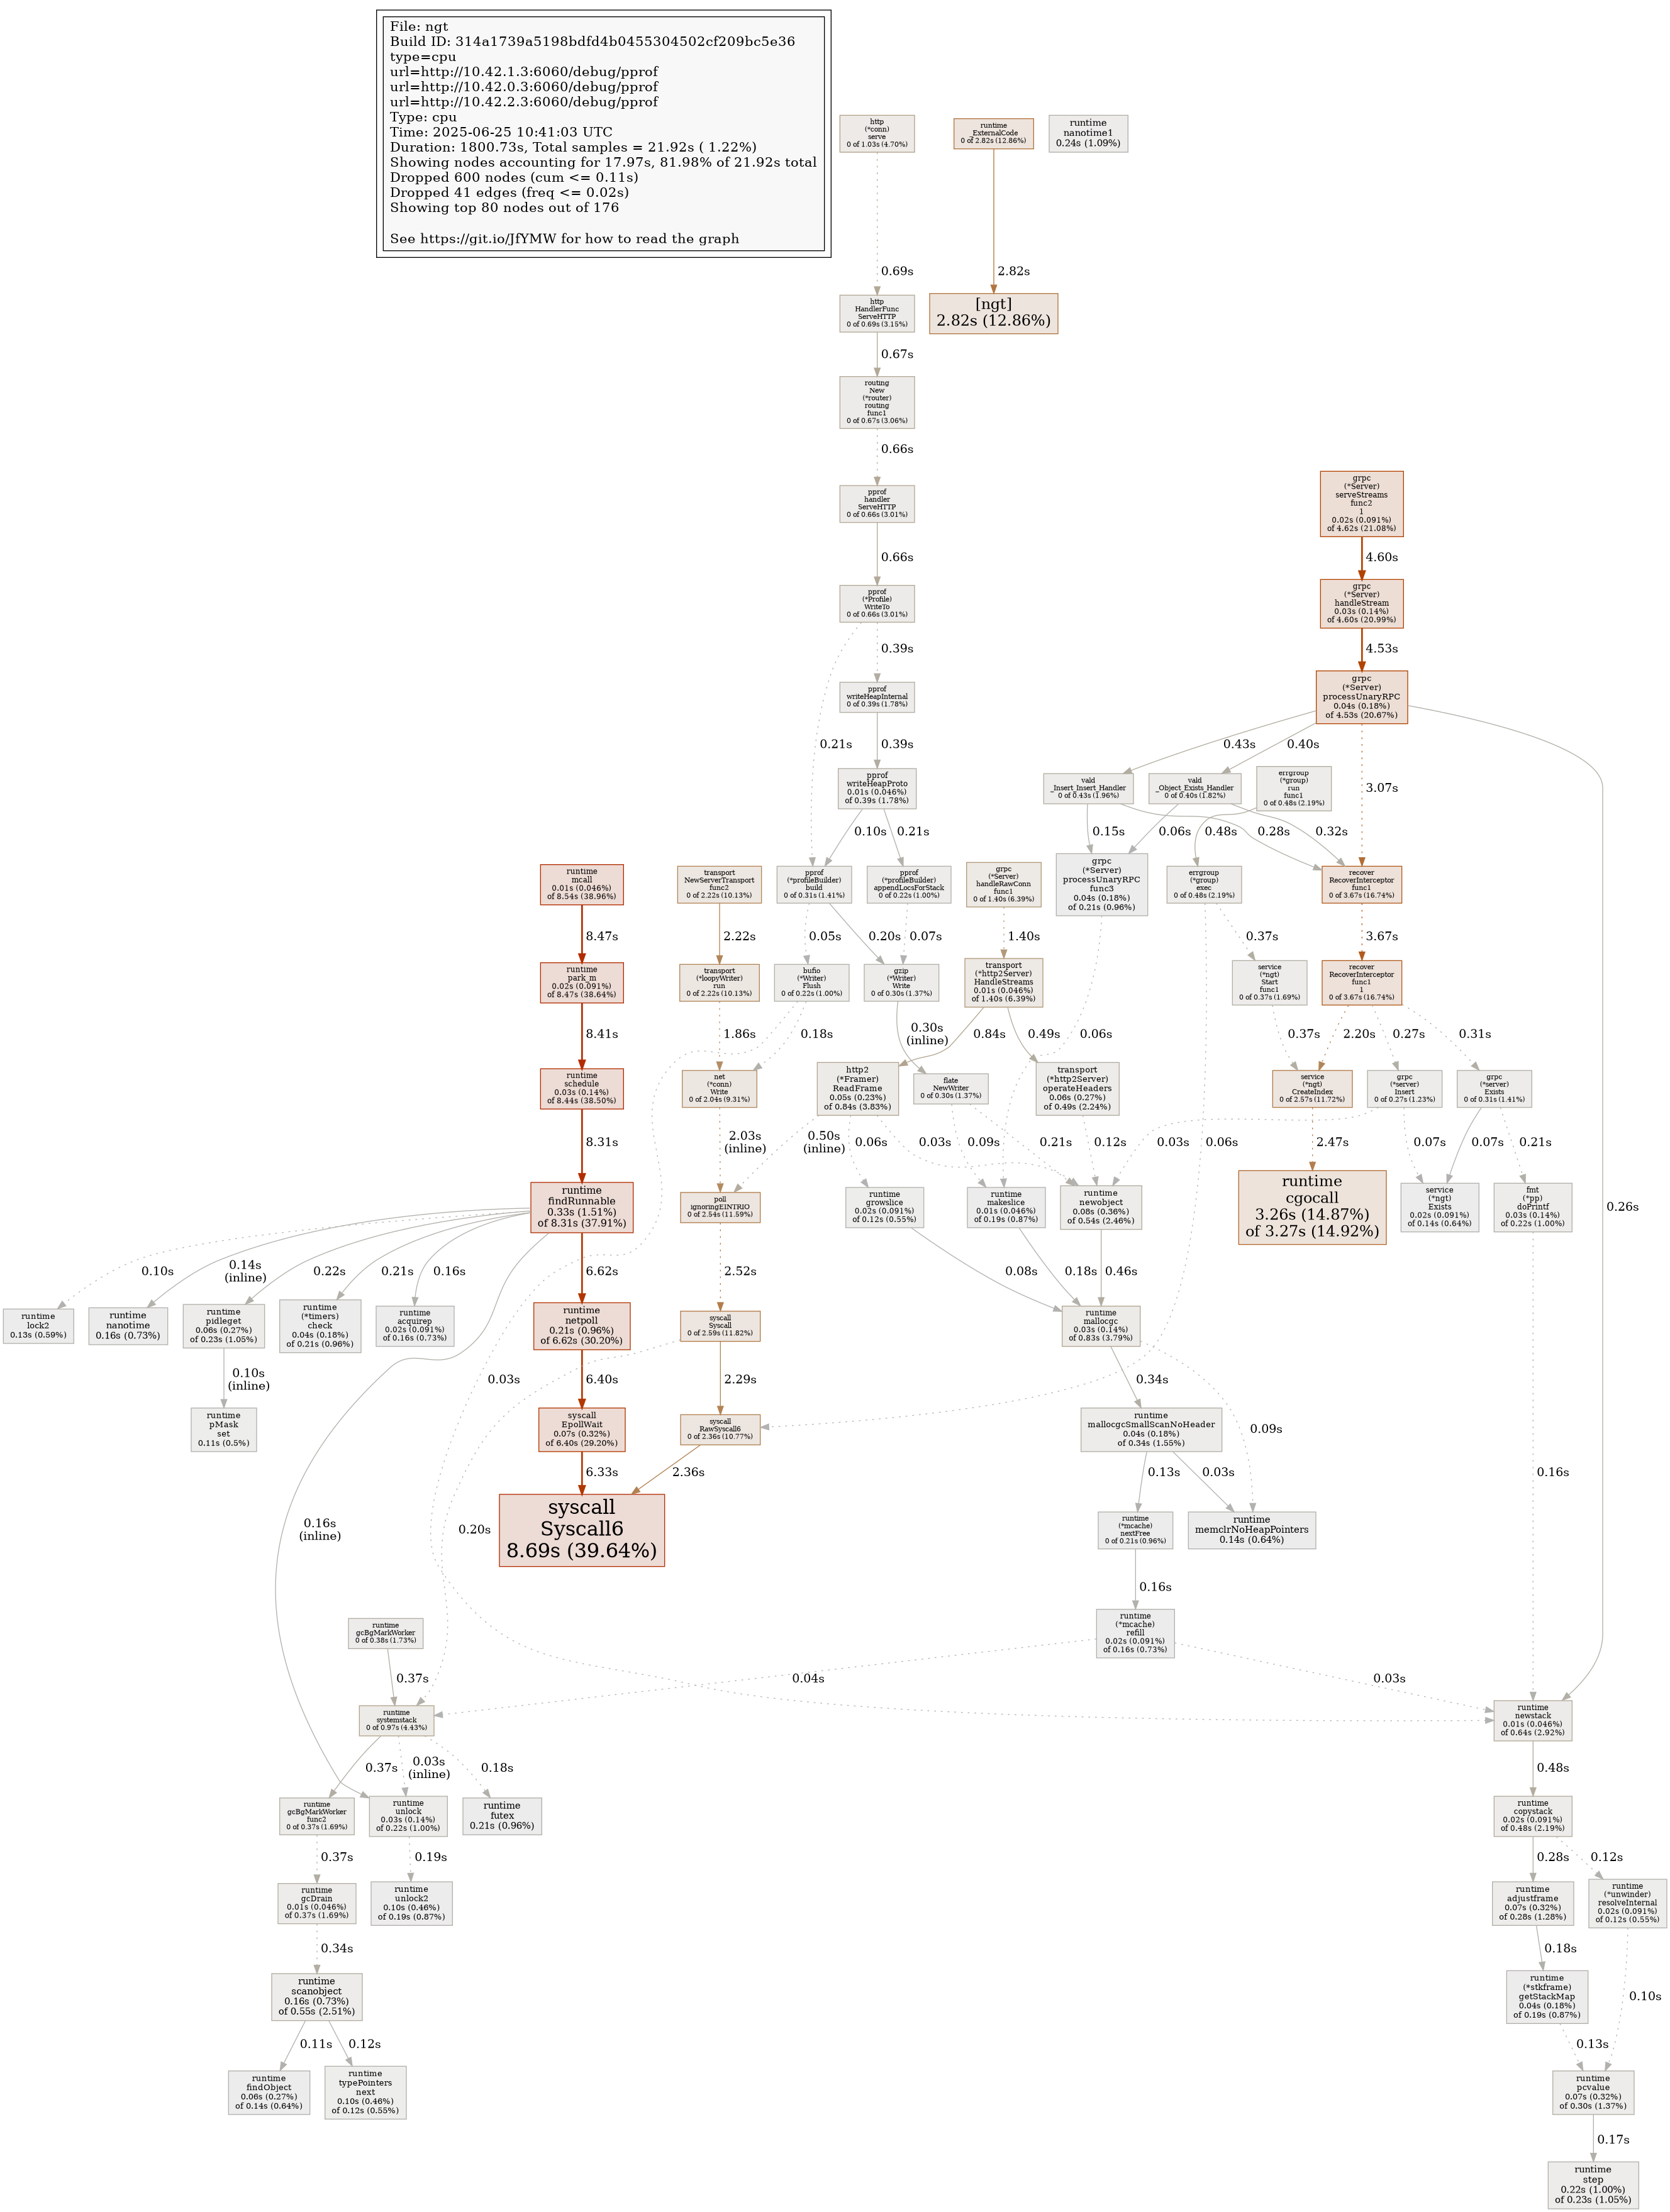 File: ngt
Build ID: 314a1739a5198bdfd4b0455304502cf209bc5e36
type=cpu
url=http://10.42.1.3:6060/debug/pprof
url=http://10.42.0.3:6060/debug/pprof
url=http://10.42.2.3:6060/debug/pprof
Type: cpu
Time: 2025-06-25 10:41:03 UTC
Duration: 1800.73s, Total samples = 21.92s ( 1.22%)
Showing nodes accounting for 17.97s, 81.98% of 21.92s total
Dropped 600 nodes (cum <= 0.11s)
Dropped 41 edges (freq <= 0.02s)
Showing top 80 nodes out of 176
See https://git.io/JfYMW for how to read the graph
http
(*conn)
serve
0 of 1.03s (4.70%)
runtime
_ExternalCode
0 of 2.82s (12.86%)
runtime
nanotime1
0.24s (1.09%)
0.69s
2.82s
http
HandlerFunc
ServeHTTP
0 of 0.69s (3.15%)
[ngt]
2.82s (12.86%)
0.67s
routing
New
(*router)
routing
func1
0 of 0.67s (3.06%)
0.66s
pprof
handler
ServeHTTP
0 of 0.66s (3.01%)
grpc
(*Server)
serveStreams
func2
1
0.02s (0.091%)
of 4.62s (21.08%)
0.66s
4.60s
pprof
(*Profile)
WriteTo
0 of 0.66s (3.01%)
grpc
(*Server)
handleStream
0.03s (0.14%)
of 4.60s (20.99%)
0.39s
4.53s
pprof
writeHeapInternal
0 of 0.39s (1.78%)
grpc
(*Server)
processUnaryRPC
0.04s (0.18%)
of 4.53s (20.67%)
0.21s
0.39s
0.43s
0.40s
pprof
writeHeapProto
0.01s (0.046%)
of 0.39s (1.78%)
vald
_Insert_Insert_Handler
0 of 0.43s (1.96%)
vald
_Object_Exists_Handler
0 of 0.40s (1.82%)
errgroup
(*group)
run
func1
0 of 0.48s (2.19%)
3.07s
0.10s
0.21s
0.15s
0.06s
0.48s
0.28s
0.32s
runtime
mcall
0.01s (0.046%)
of 8.54s (38.96%)
transport
NewServerTransport
func2
0 of 2.22s (10.13%)
pprof
(*profileBuilder)
build
0 of 0.31s (1.41%)
pprof
(*profileBuilder)
appendLocsForStack
0 of 0.22s (1.00%)
grpc
(*Server)
handleRawConn
func1
0 of 1.40s (6.39%)
grpc
(*Server)
processUnaryRPC
func3
0.04s (0.18%)
of 0.21s (0.96%)
errgroup
(*group)
exec
0 of 0.48s (2.19%)
recover
RecoverInterceptor
func1
0 of 3.67s (16.74%)
8.47s
2.22s
0.05s
0.20s
0.07s
1.40s
0.37s
3.67s
runtime
park_m
0.02s (0.091%)
of 8.47s (38.64%)
transport
(*loopyWriter)
run
0 of 2.22s (10.13%)
bufio
(*Writer)
Flush
0 of 0.22s (1.00%)
gzip
(*Writer)
Write
0 of 0.30s (1.37%)
transport
(*http2Server)
HandleStreams
0.01s (0.046%)
of 1.40s (6.39%)
service
(*ngt)
Start
func1
0 of 0.37s (1.69%)
recover
RecoverInterceptor
func1
1
0 of 3.67s (16.74%)
8.41s
1.86s
0.18s
0.30s
(inline)
0.84s
0.49s
0.06s
0.37s
2.20s
0.27s
0.31s
runtime
schedule
0.03s (0.14%)
of 8.44s (38.50%)
net
(*conn)
Write
0 of 2.04s (9.31%)
http2
(*Framer)
ReadFrame
0.05s (0.23%)
of 0.84s (3.83%)
flate
NewWriter
0 of 0.30s (1.37%)
transport
(*http2Server)
operateHeaders
0.06s (0.27%)
of 0.49s (2.24%)
service
(*ngt)
CreateIndex
0 of 2.57s (11.72%)
grpc
(*server)
Insert
0 of 0.27s (1.23%)
grpc
(*server)
Exists
0 of 0.31s (1.41%)
8.31s
2.03s
(inline)
0.50s
(inline)
0.06s
0.03s
0.09s
0.21s
0.12s
0.03s
0.06s
2.47s
0.07s
0.07s
0.21s
runtime
findRunnable
0.33s (1.51%)
of 8.31s (37.91%)
poll
ignoringEINTRIO
0 of 2.54s (11.59%)
runtime
growslice
0.02s (0.091%)
of 0.12s (0.55%)
runtime
makeslice
0.01s (0.046%)
of 0.19s (0.87%)
runtime
newobject
0.08s (0.36%)
of 0.54s (2.46%)
runtime
cgocall
3.26s (14.87%)
of 3.27s (14.92%)
service
(*ngt)
Exists
0.02s (0.091%)
of 0.14s (0.64%)
fmt
(*pp)
doPrintf
0.03s (0.14%)
of 0.22s (1.00%)
0.26s
0.10s
0.14s
(inline)
0.22s
0.21s
0.16s
6.62s
2.52s
0.08s
0.18s
0.46s
runtime
lock2
0.13s (0.59%)
runtime
nanotime
0.16s (0.73%)
runtime
pidleget
0.06s (0.27%)
of 0.23s (1.05%)
runtime
(*timers)
check
0.04s (0.18%)
of 0.21s (0.96%)
runtime
acquirep
0.02s (0.091%)
of 0.16s (0.73%)
runtime
netpoll
0.21s (0.96%)
of 6.62s (30.20%)
syscall
Syscall
0 of 2.59s (11.82%)
runtime
mallocgc
0.03s (0.14%)
of 0.83s (3.79%)
0.10s
(inline)
0.03s
6.40s
2.29s
0.34s
0.09s
runtime
pMask
set
0.11s (0.5%)
syscall
EpollWait
0.07s (0.32%)
of 6.40s (29.20%)
syscall
RawSyscall6
0 of 2.36s (10.77%)
runtime
mallocgcSmallScanNoHeader
0.04s (0.18%)
of 0.34s (1.55%)
6.33s
2.36s
0.13s
0.03s
0.16s
0.16s
(inline)
0.20s
syscall
Syscall6
8.69s (39.64%)
runtime
(*mcache)
nextFree
0 of 0.21s (0.96%)
runtime
memclrNoHeapPointers
0.14s (0.64%)
0.16s
runtime
gcBgMarkWorker
0 of 0.38s (1.73%)
runtime
(*mcache)
refill
0.02s (0.091%)
of 0.16s (0.73%)
0.37s
0.04s
0.03s
runtime
systemstack
0 of 0.97s (4.43%)
runtime
newstack
0.01s (0.046%)
of 0.64s (2.92%)
0.37s
0.03s
(inline)
0.18s
0.48s
runtime
gcBgMarkWorker
func2
0 of 0.37s (1.69%)
runtime
unlock
0.03s (0.14%)
of 0.22s (1.00%)
runtime
futex
0.21s (0.96%)
runtime
copystack
0.02s (0.091%)
of 0.48s (2.19%)
0.37s
0.19s
0.28s
0.12s
runtime
gcDrain
0.01s (0.046%)
of 0.37s (1.69%)
runtime
unlock2
0.10s (0.46%)
of 0.19s (0.87%)
runtime
adjustframe
0.07s (0.32%)
of 0.28s (1.28%)
runtime
(*unwinder)
resolveInternal
0.02s (0.091%)
of 0.12s (0.55%)
0.34s
0.18s
runtime
scanobject
0.16s (0.73%)
of 0.55s (2.51%)
runtime
(*stkframe)
getStackMap
0.04s (0.18%)
of 0.19s (0.87%)
0.10s
0.11s
0.12s
0.13s
runtime
findObject
0.06s (0.27%)
of 0.14s (0.64%)
runtime
typePointers
next
0.10s (0.46%)
of 0.12s (0.55%)
runtime
pcvalue
0.07s (0.32%)
of 0.30s (1.37%)
0.17s
runtime
step
0.22s (1.00%)
of 0.23s (1.05%)